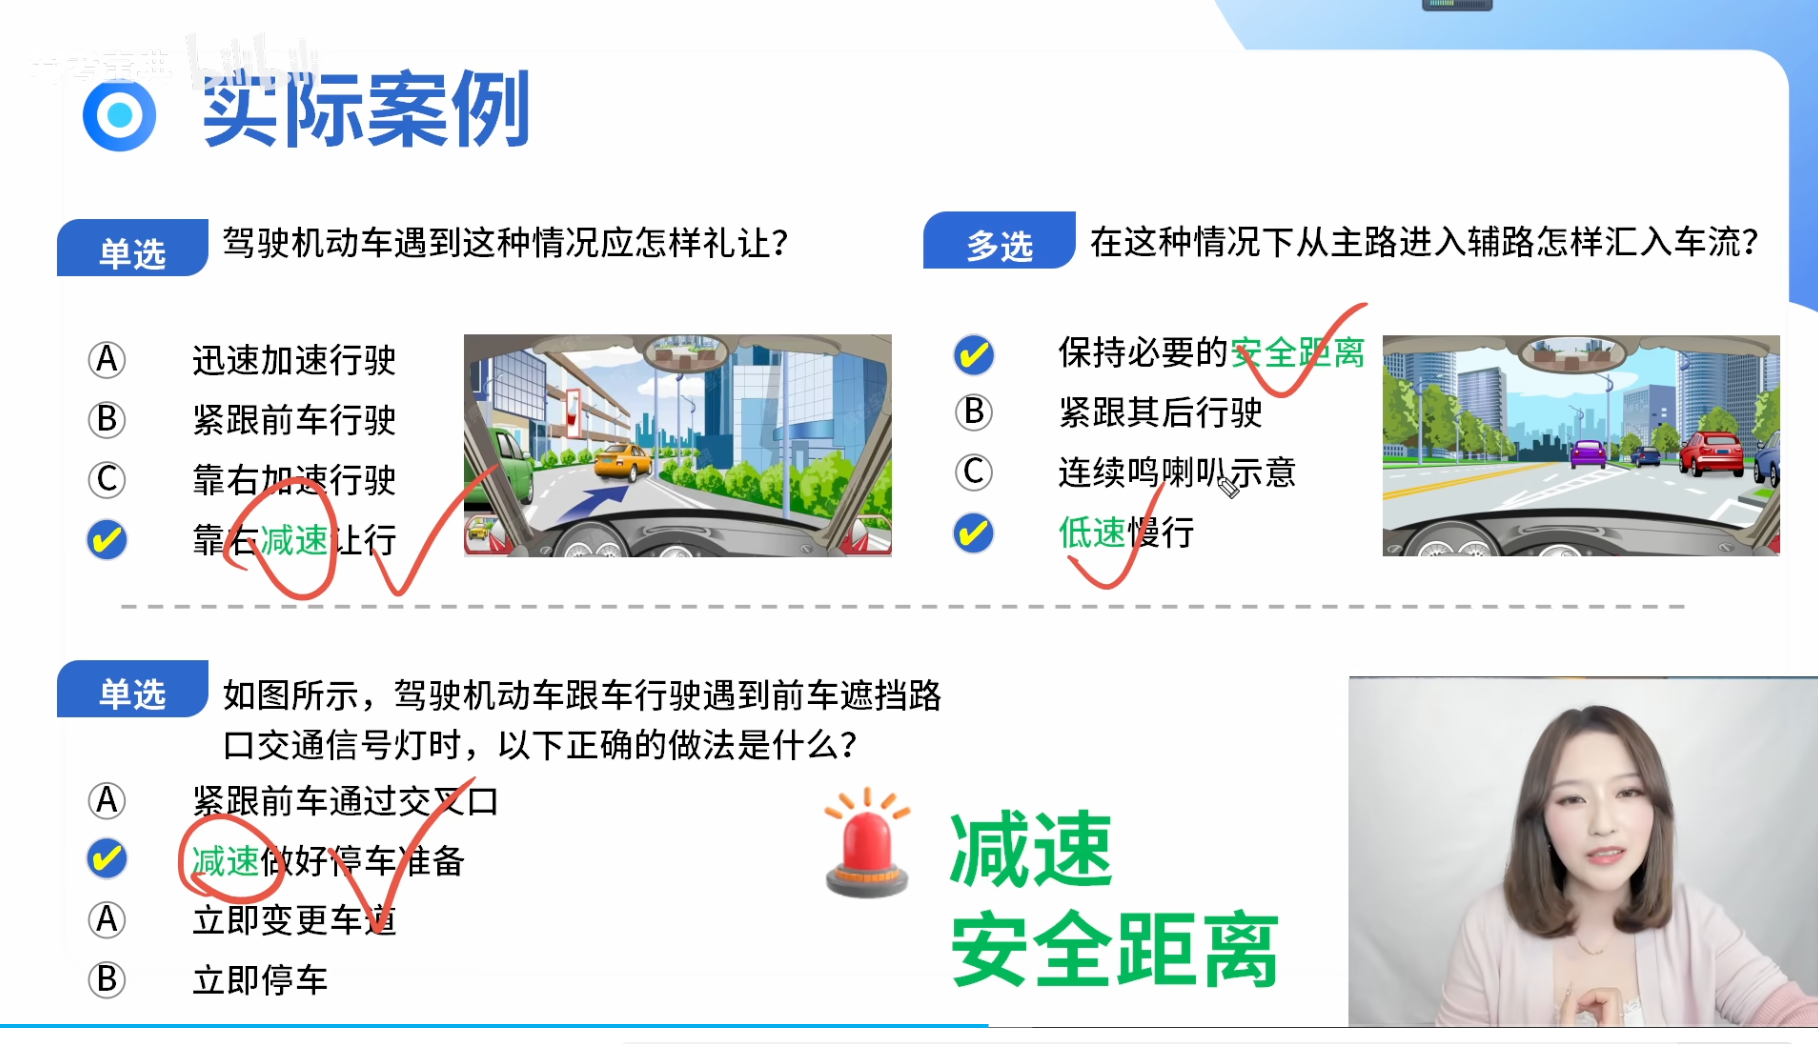 bilibili
实际案例
单选 驾驶机动车遇到这种情况应怎样礼让？
A 迅速加速行驶
B 紧跟前车行驶
C 靠右加速行驶
靠右减速让行
多选 在这种情况下从主路进入辅路怎样汇入车流？
保持必要的安全距离
B 紧跟其后行驶
C 连续鸣喇叭示意
低速慢行
单选 如图所示，驾驶机动车跟车行驶遇到前车遮挡路
口交通信号灯时，以下正确的做法是什么？
A 紧跟前车通过交叉口
减速做好停车准备
A 立即变更车道
B 立即停车
减速
安全距离